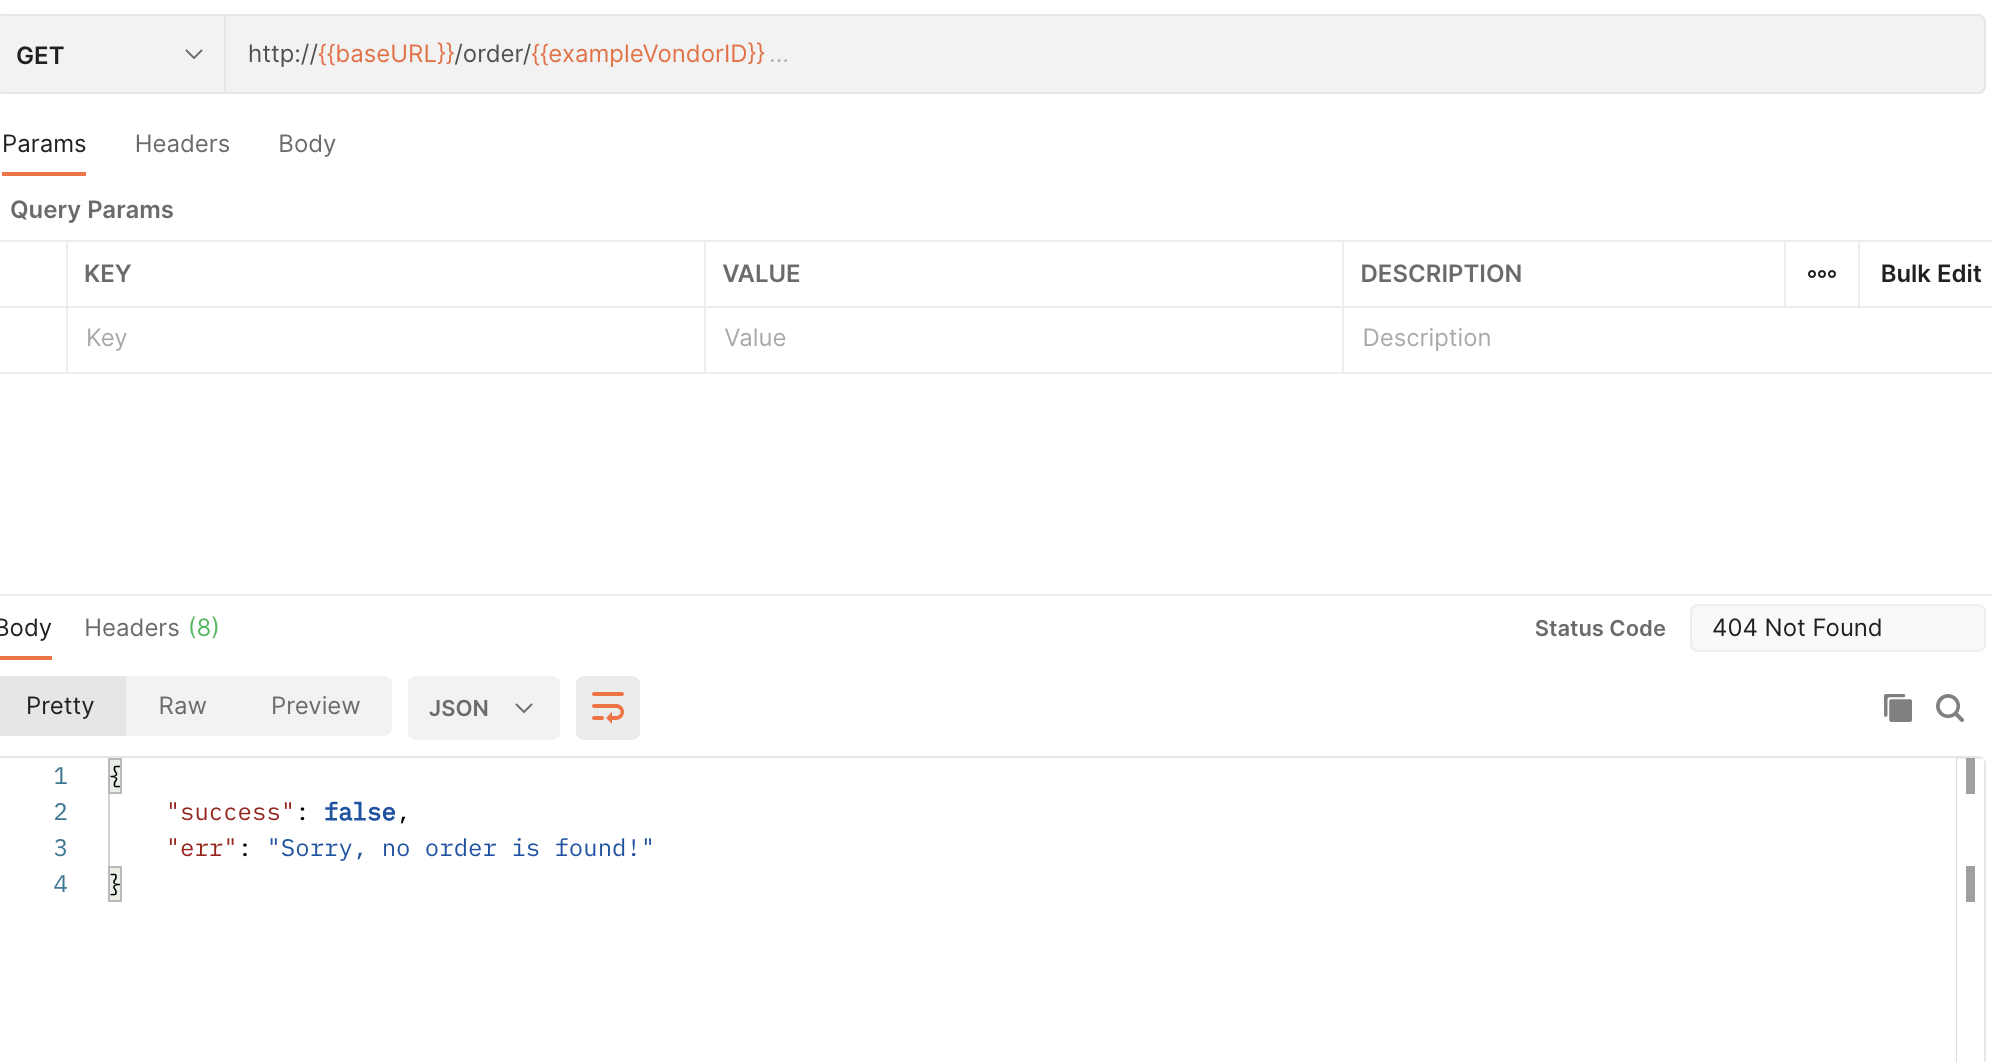 GET http://{{baseURL}}/order/{{exampleVondorID}} ...
Params Headers Body
Query Params
KEY VALUE DESCRIPTION ooo Bulk Edit
Key Value Description
Body Headers (8) Status Code 404 Not Found
Pretty Raw Preview JSON
1 {
2 "success": false,
3 "err": "Sorry, no order is found!"
4 }